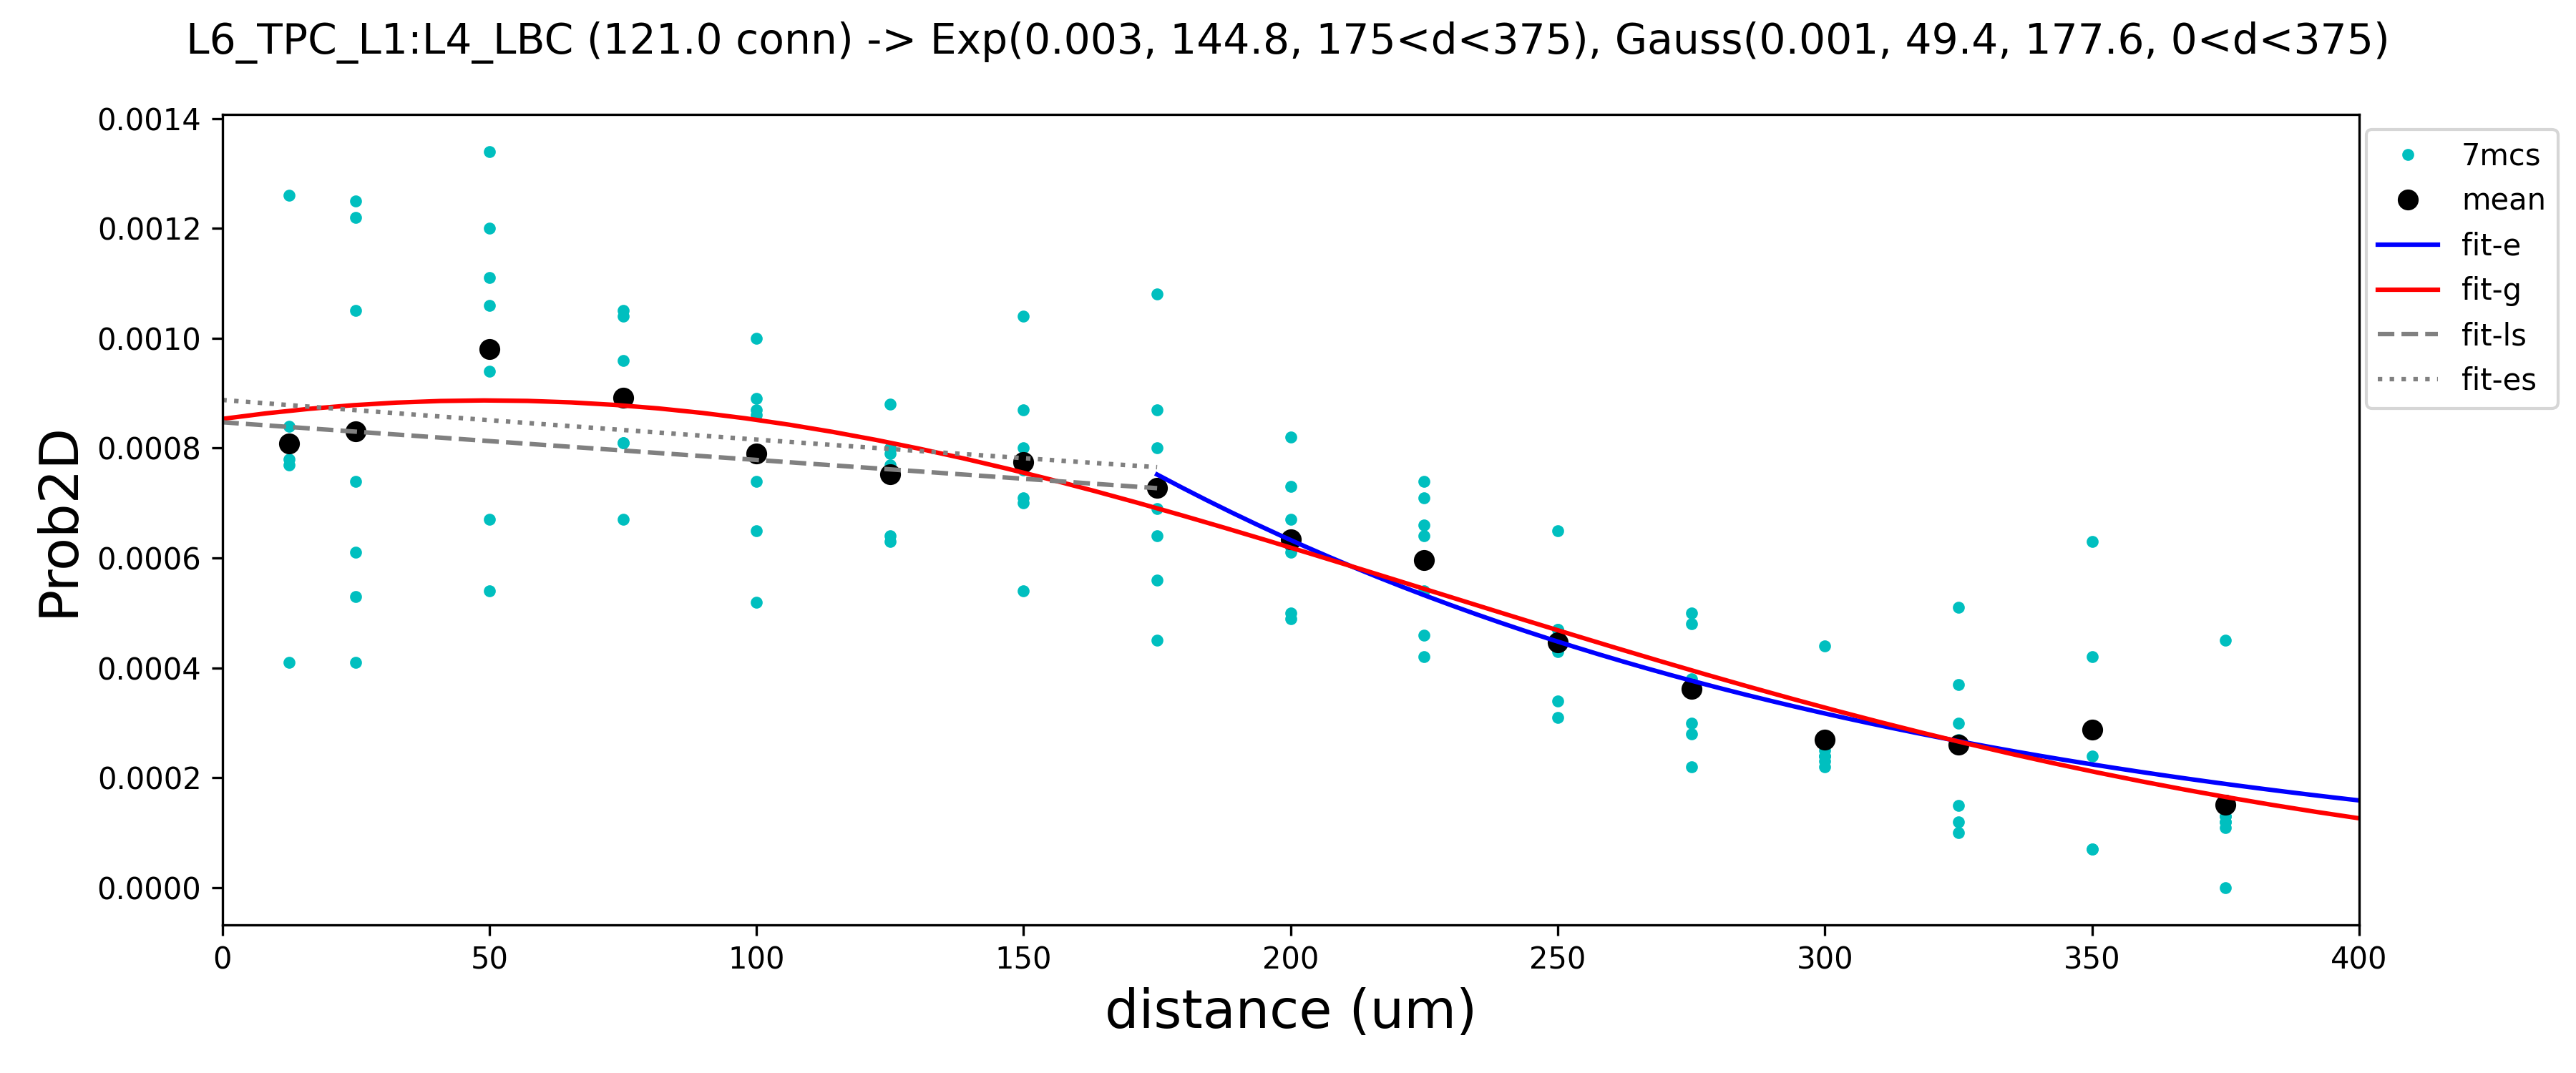 L6_TPC_L1:L4_LBC (121.0 conn) -> Exp(0.003, 144.8, 175<d<375), Gauss(0.001, 49.4, 177.6, 0<d<375)
0.0014
0.0012
0.0010
0.0008
0.0006
0.0004
0.0002
0.0000
Prob2D
0 50 100 150 200 250 300 350 400
distance (um)
7mcs
mean
fit-e
fit-g
fit-ls
fit-es